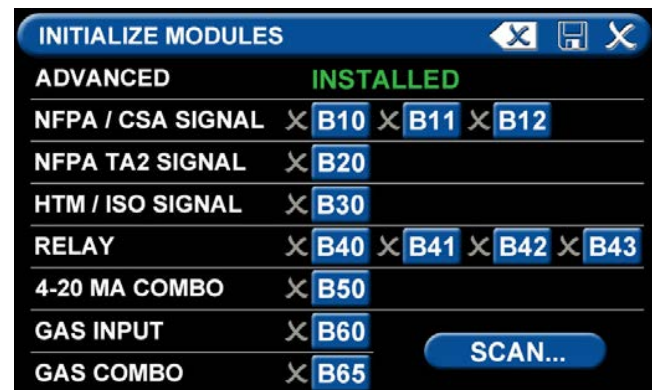 INITIALIZE MODULES
ADVANCED INSTALLED
NFPA / CSA SIGNAL B10 B11 B12
NFPA TA2 SIGNAL B20
HTM / ISO SIGNAL B30
RELAY B40 B41 B42 B43
4-20 MA COMBO B50
GAS INPUT B60
SCAN...
GAS COMBO B65